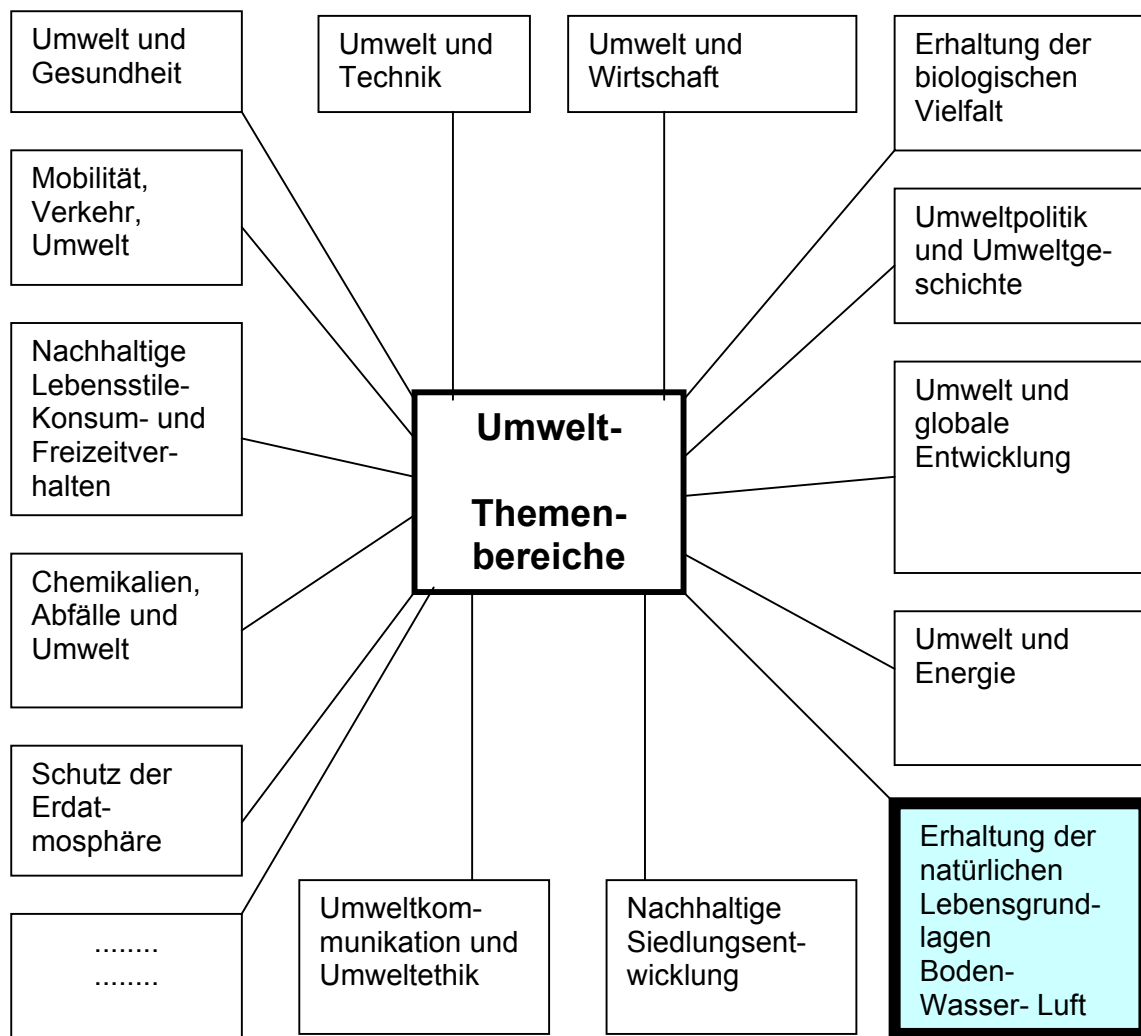 Umwelt und
Gesundheit
Umwelt und
Technik
Umwelt und
Wirtschaft
Erhaltung der
biologischen
Vielfalt
Mobilität,
Verkehr,
Umwelt
Umweltpolitik
und Umweltge-
schichte
Nachhaltige
Lebensstile-
Konsum- und
Freizeitver-
halten
Umwelt-
Themen-
bereiche
Umwelt und
globale
Entwicklung
Chemikalien,
Abfälle und
Umwelt
Umwelt und
Energie
Schutz der
Erdat-
mosphäre
........
........
Umweltkom-
munikation und
Umweltethik
Nachhaltige
Siedlungsent-
wicklung
Erhaltung der
natürlichen
Lebensgrund-
lagen
Boden-
Wasser- Luft